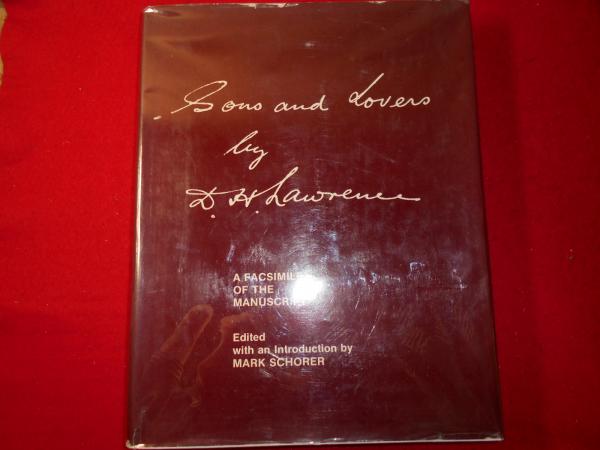 Sons and Lovers
by
D. H. Lawrence
A FACSIMILE
OF THE
MANUSCRIPT
Edited
with an Introduction by
MARK SCHORER